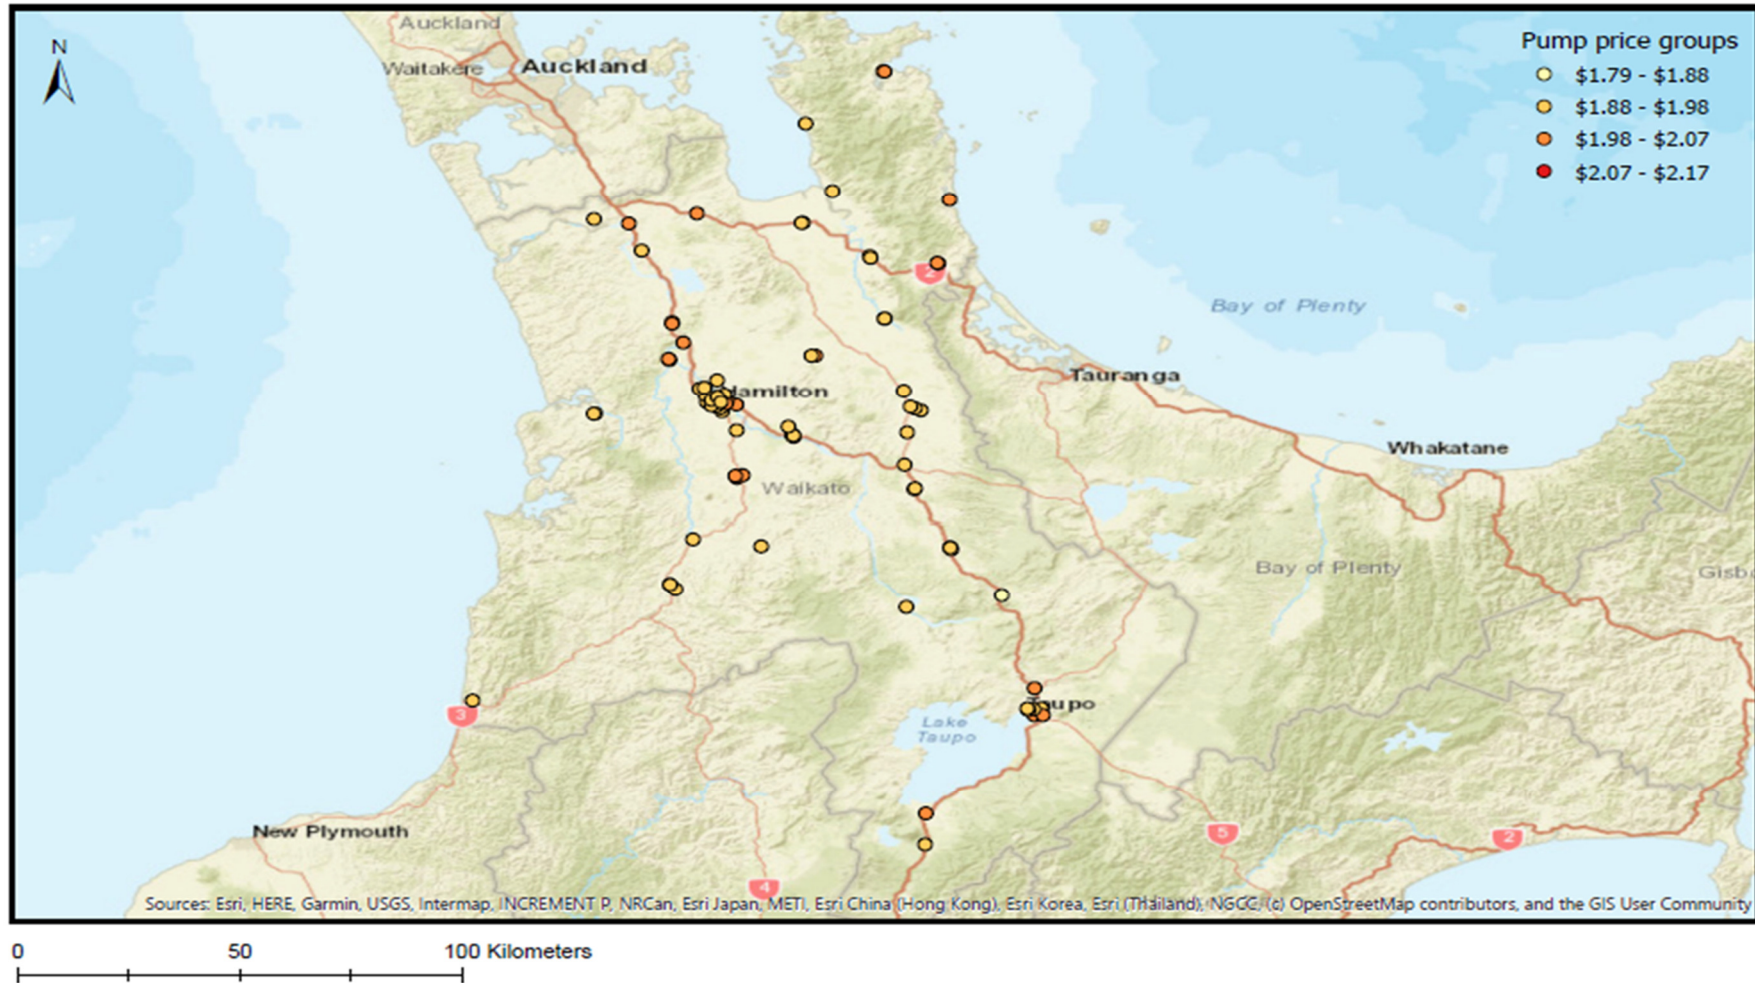 Auckland
Waitakere
Auckland
N
Pump price groups
$1.79 - $1.88
$1.88 - $1.98
$1.98 - $2.07
$2.07 - $2.17
2
Bay of Plenty
Tauranga
Hamilton
Whakatane
Waikato
Bay of Plenty
Gisb
Taupo
Lake
Taupo
3
New Plymouth
5
2
4
Sources: Esri, HERE, Garmin, USGS, Intermap, INCREMENT P, NRCan, Esri Japan, METI, Esri China (Hong Kong), Esri Korea, Esri (Thailand), NGCC, (c) OpenStreetMap contributors, and the GIS User Community
0 50 100 Kilometers